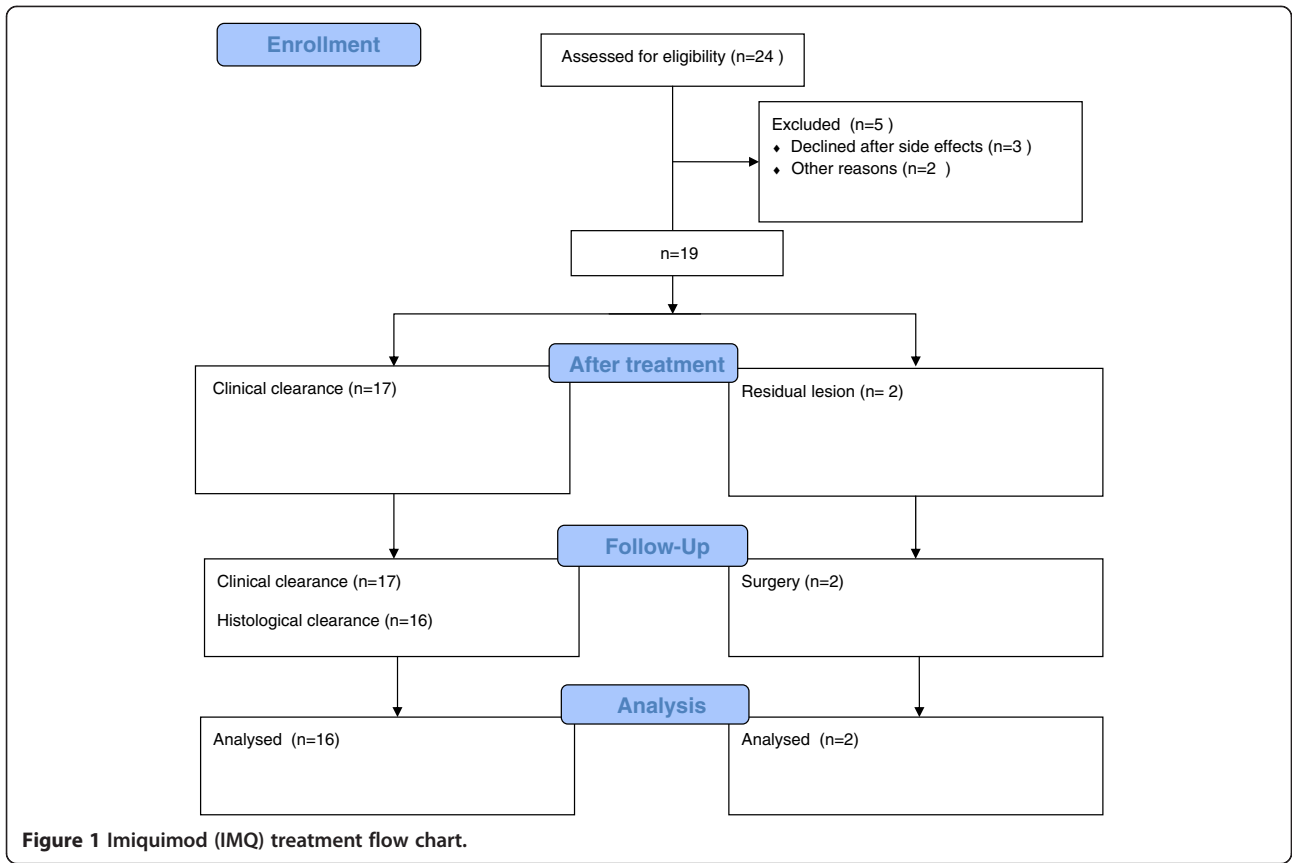 Enrollment
Assessed for eligibility (n=24 )
Excluded (n=5 )
♦ Declined after side effects (n=3 )
♦ Other reasons (n=2 )
n=19
After treatment
Clinical clearance (n=17)
Residual lesion (n= 2)
Follow-Up
Clinical clearance (n=17)
Histological clearance (n=16)
Surgery (n=2)
Analysis
Analysed (n=16)
Analysed (n=2)
Figure 1 Imiquimod (IMQ) treatment flow chart.